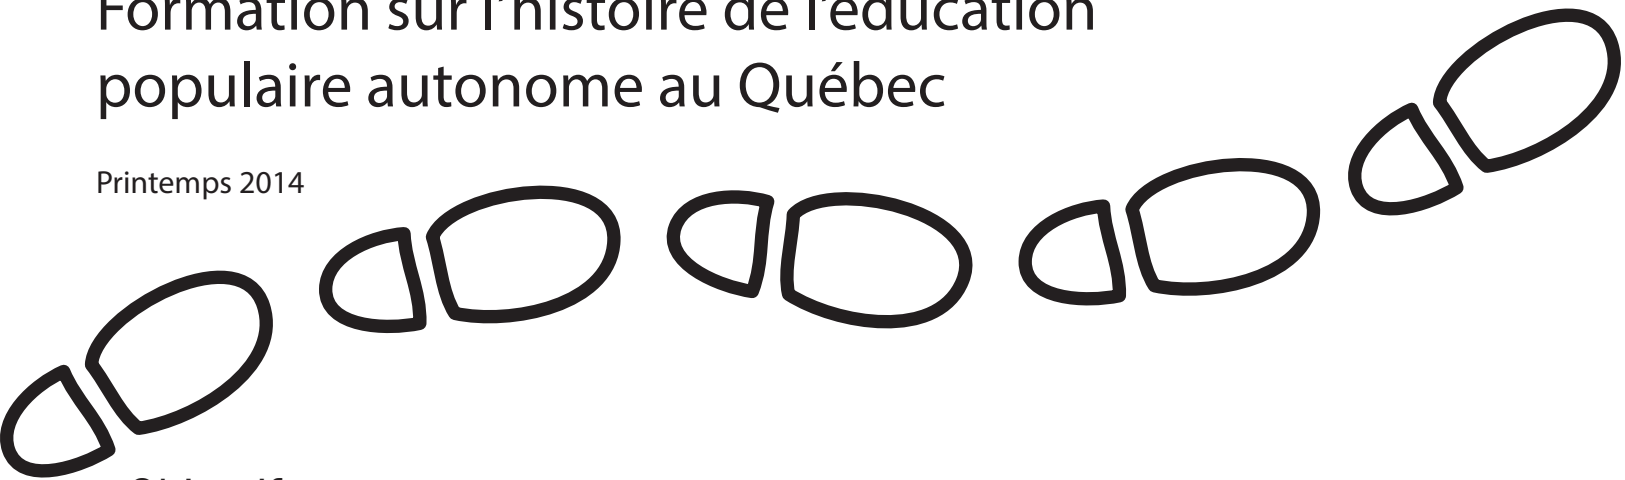 Formation sur l'histoire de l'éducation
populaire autonome au Québec
Printemps 2014